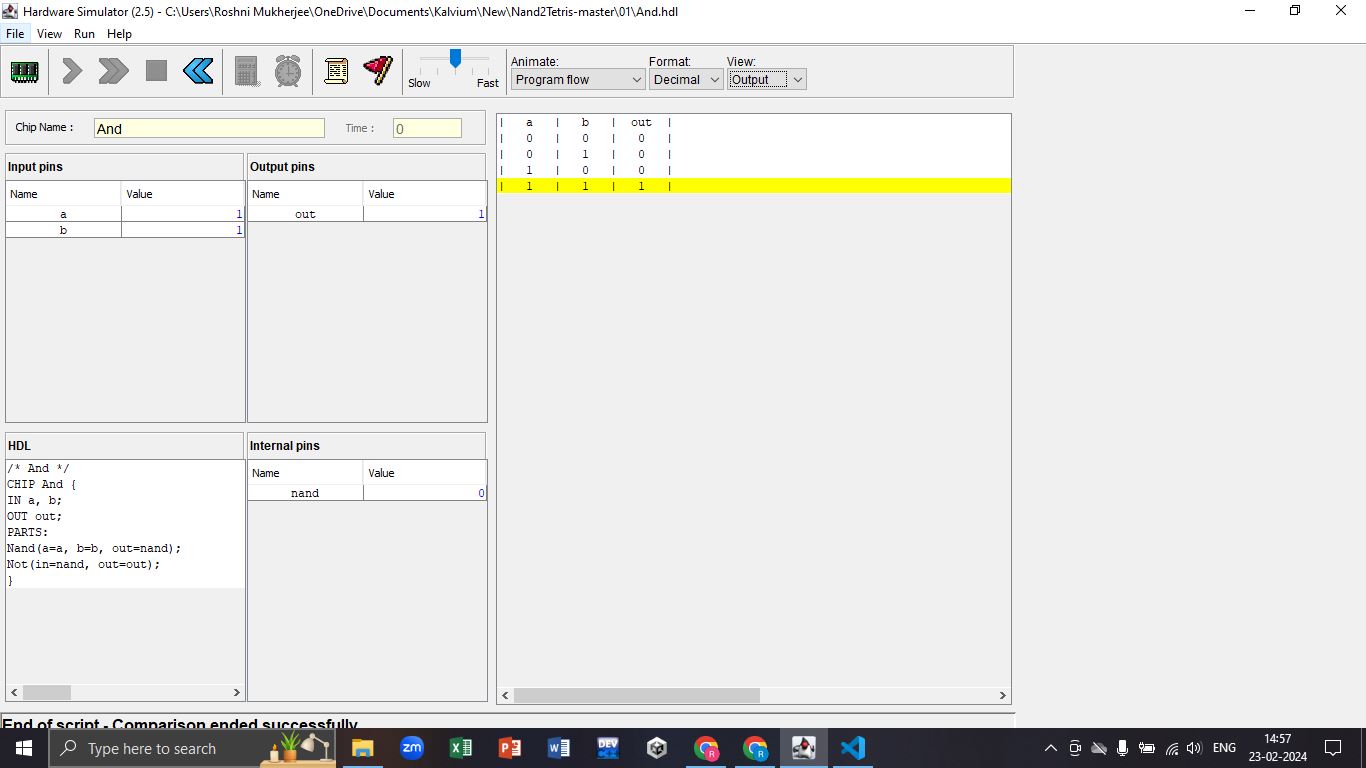 Hardware Simulator (2.5) - C:\Users\Roshni Mukherjee\OneDrive\Documents\Kalvium\New\Nand2Tetris-master\01\And.hdl
File View Run Help
Slow Fast
Animate: Format: View:
Program flow Decimal Output
Chip Name : And Time : 0
Input pins
Name Value
a 1
b 1
Output pins
Name Value
out 1
HDL
/* And */
CHIP And {
IN a, b;
OUT out;
PARTS:
Nand(a=a, b=b, out=nand);
Not(in=nand, out=out);
}
Internal pins
Name Value
nand 0
| a | b | out |
| 0 | 0 | 0 |
| 0 | 1 | 0 |
| 1 | 0 | 0 |
| 1 | 1 | 1 |
End of script - Comparison ended successfully
Type here to search
zm
X
P
W
DEV
R
R
ENG
14:57
23-02-2024